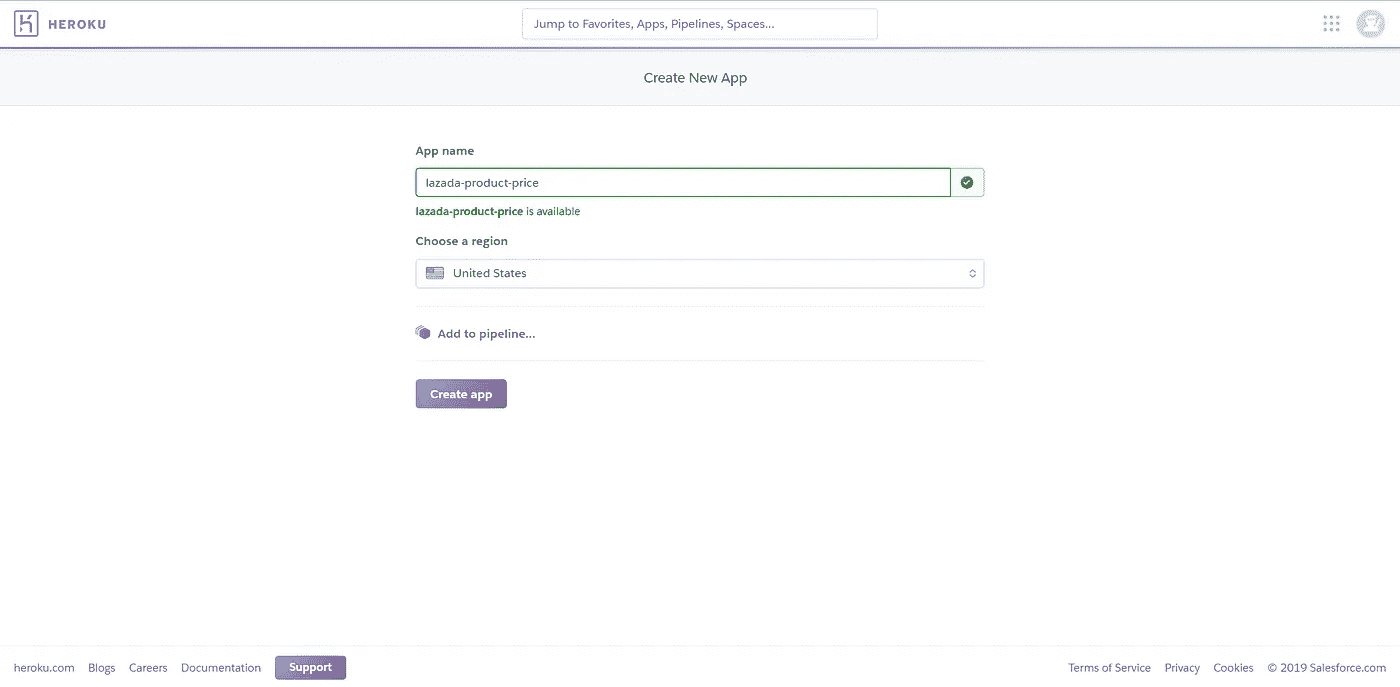 HEROKU
Jump to Favorites, Apps, Pipelines, Spaces...
Create New App
App name
lazada-product-price
lazada-product-price is available
Choose a region
United States
Add to pipeline...
Create app
heroku.com Blogs Careers Documentation Support Terms of Service Privacy Cookies © 2019 Salesforce.com